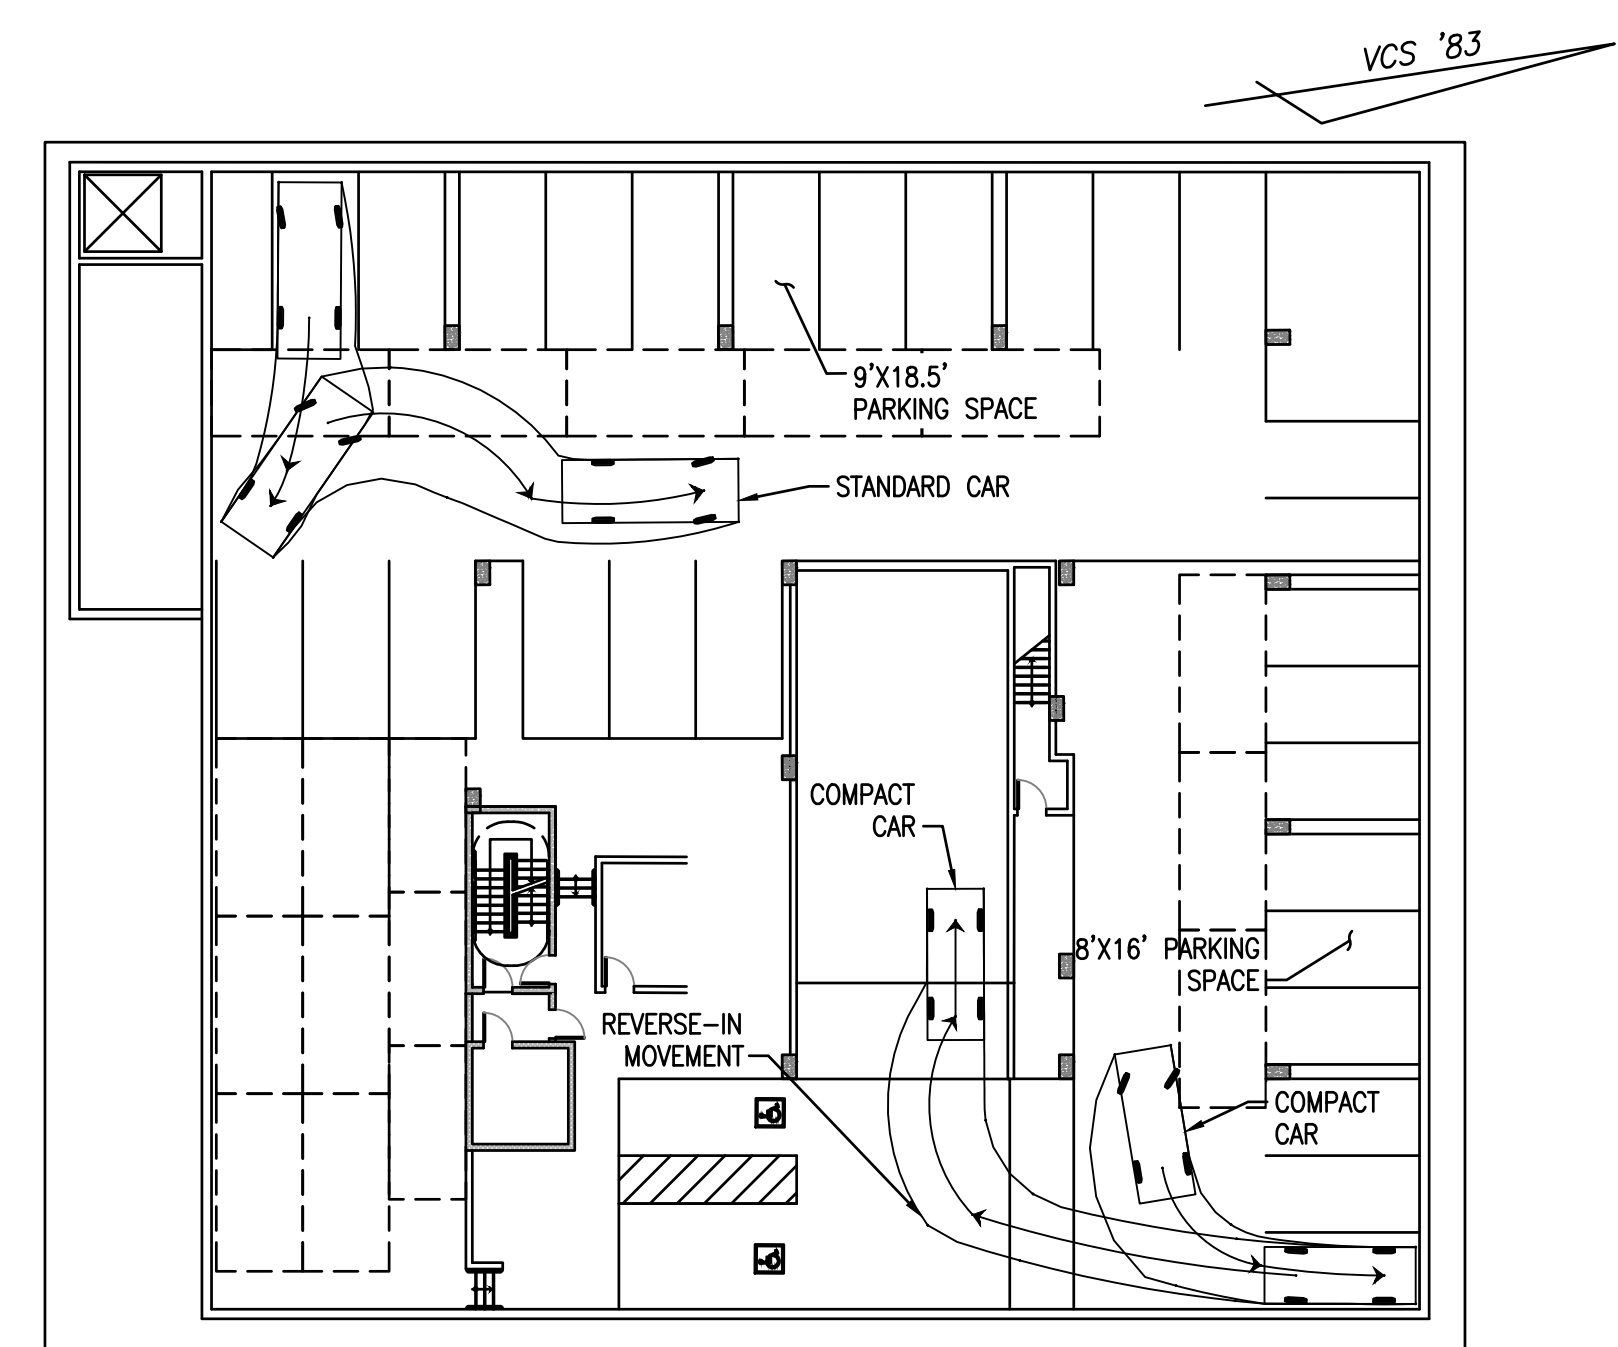 VCS '83
9'X18.5'
PARKING SPACE
STANDARD CAR
COMPACT
CAR
8'X16' PARKING
SPACE
REVERSE-IN
MOVEMENT
COMPACT
CAR